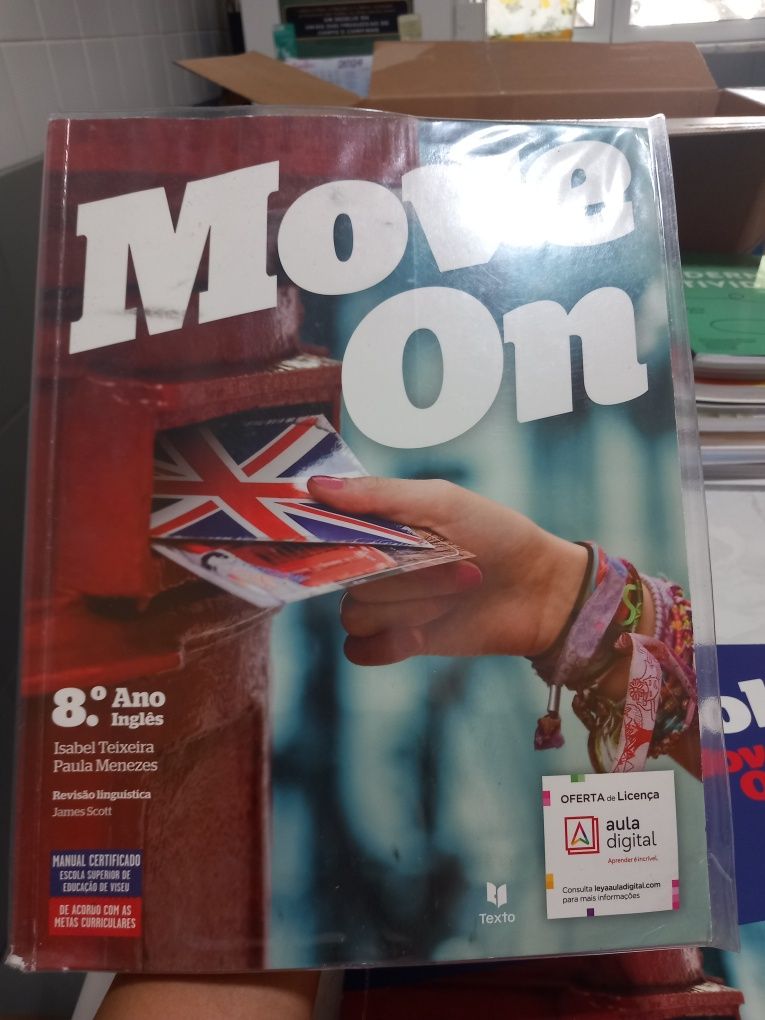 Move
On
8.º Ano
Inglês
Isabel Teixeira
Paula Menezes
Revisão linguística
James Scott
MANUAL CERTIFICADO
ESCOLA SUPERIOR DE
EDUCAÇÃO DE VISEU
DE ACORDO COM AS
METAS CURRICULARES
Texto
OFERTA de Licença
aula
digital
Aprender é incrível.
Consulta leyaauladigital.com
para mais informações
2024